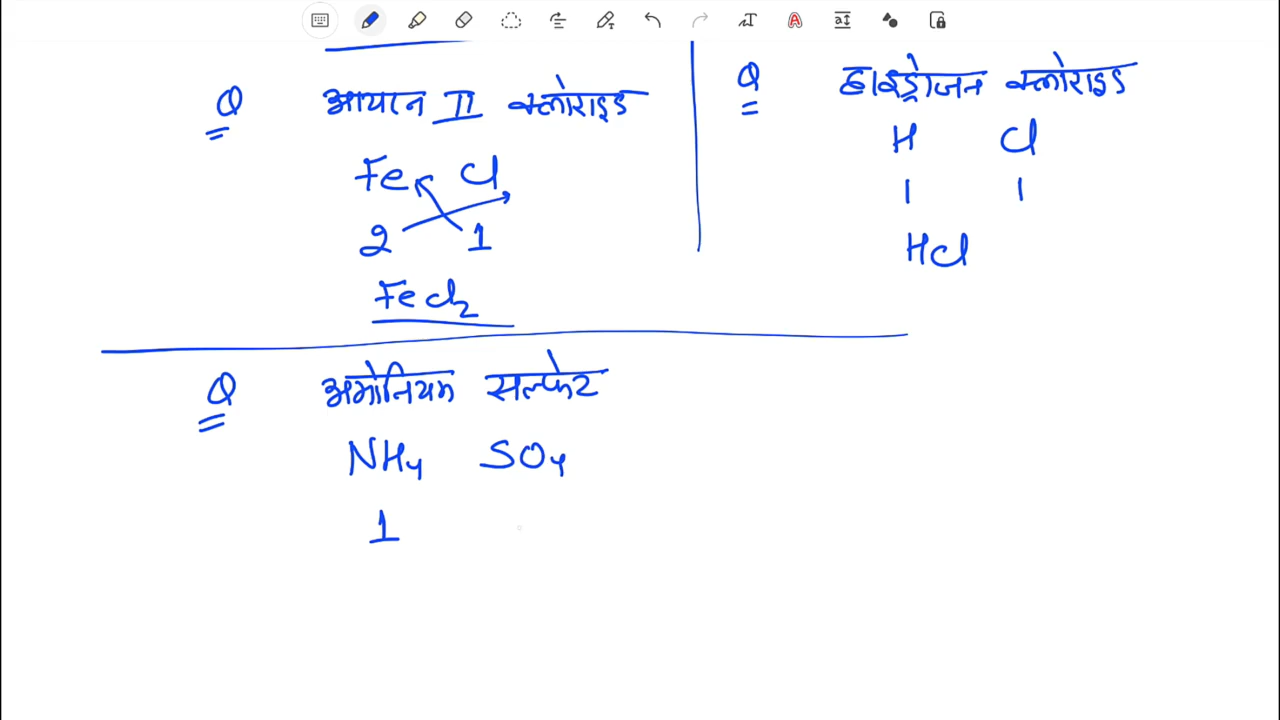 Q आयरन II क्लोराइड
Fe Cl
2 1
FeCl2
Q हाइड्रोजन क्लोराइड
H Cl
1 1
HCl
Q अमोनियम सल्फेट
NH4 SO4
1